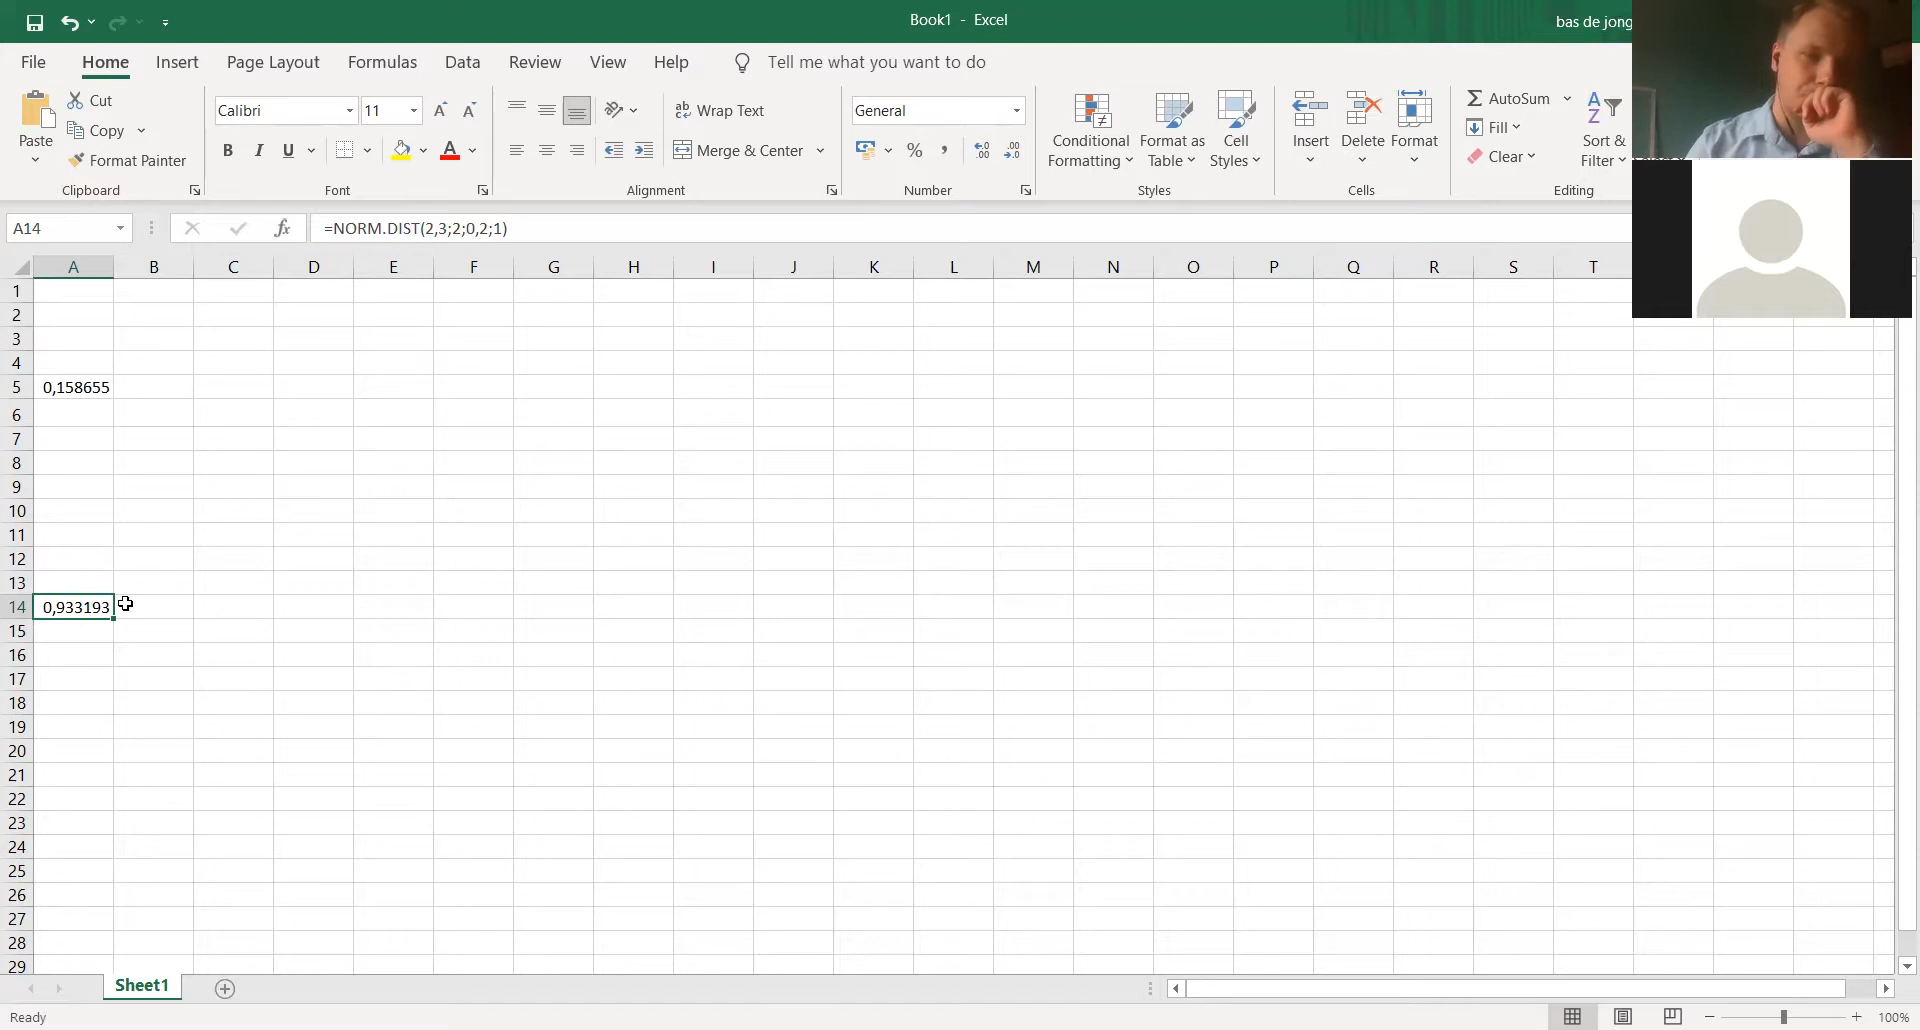 Book1 - Excel
bas de jong
File Home Insert Page Layout Formulas Data Review View Help Tell me what you want to do
Paste
Cut
Copy
Format Painter
Clipboard
Calibri 11
B I U
Font
Wrap Text
Merge & Center
Alignment
General
Number
Conditional Formatting
Format as Table
Cell Styles
Styles
Insert
Delete
Format
Cells
AutoSum
Fill
Clear
Sort & Filter
Editing
A14 fx =NORM.DIST(2,3;2;0,2;1)
A B C D E F G H I J K L M N O P Q R S T
1
2
3
4
5 0,158655
6
7
8
9
10
11
12
13
14 0,933193
15
16
17
18
19
20
21
22
23
24
25
26
27
28
29
Sheet1
Ready
100%